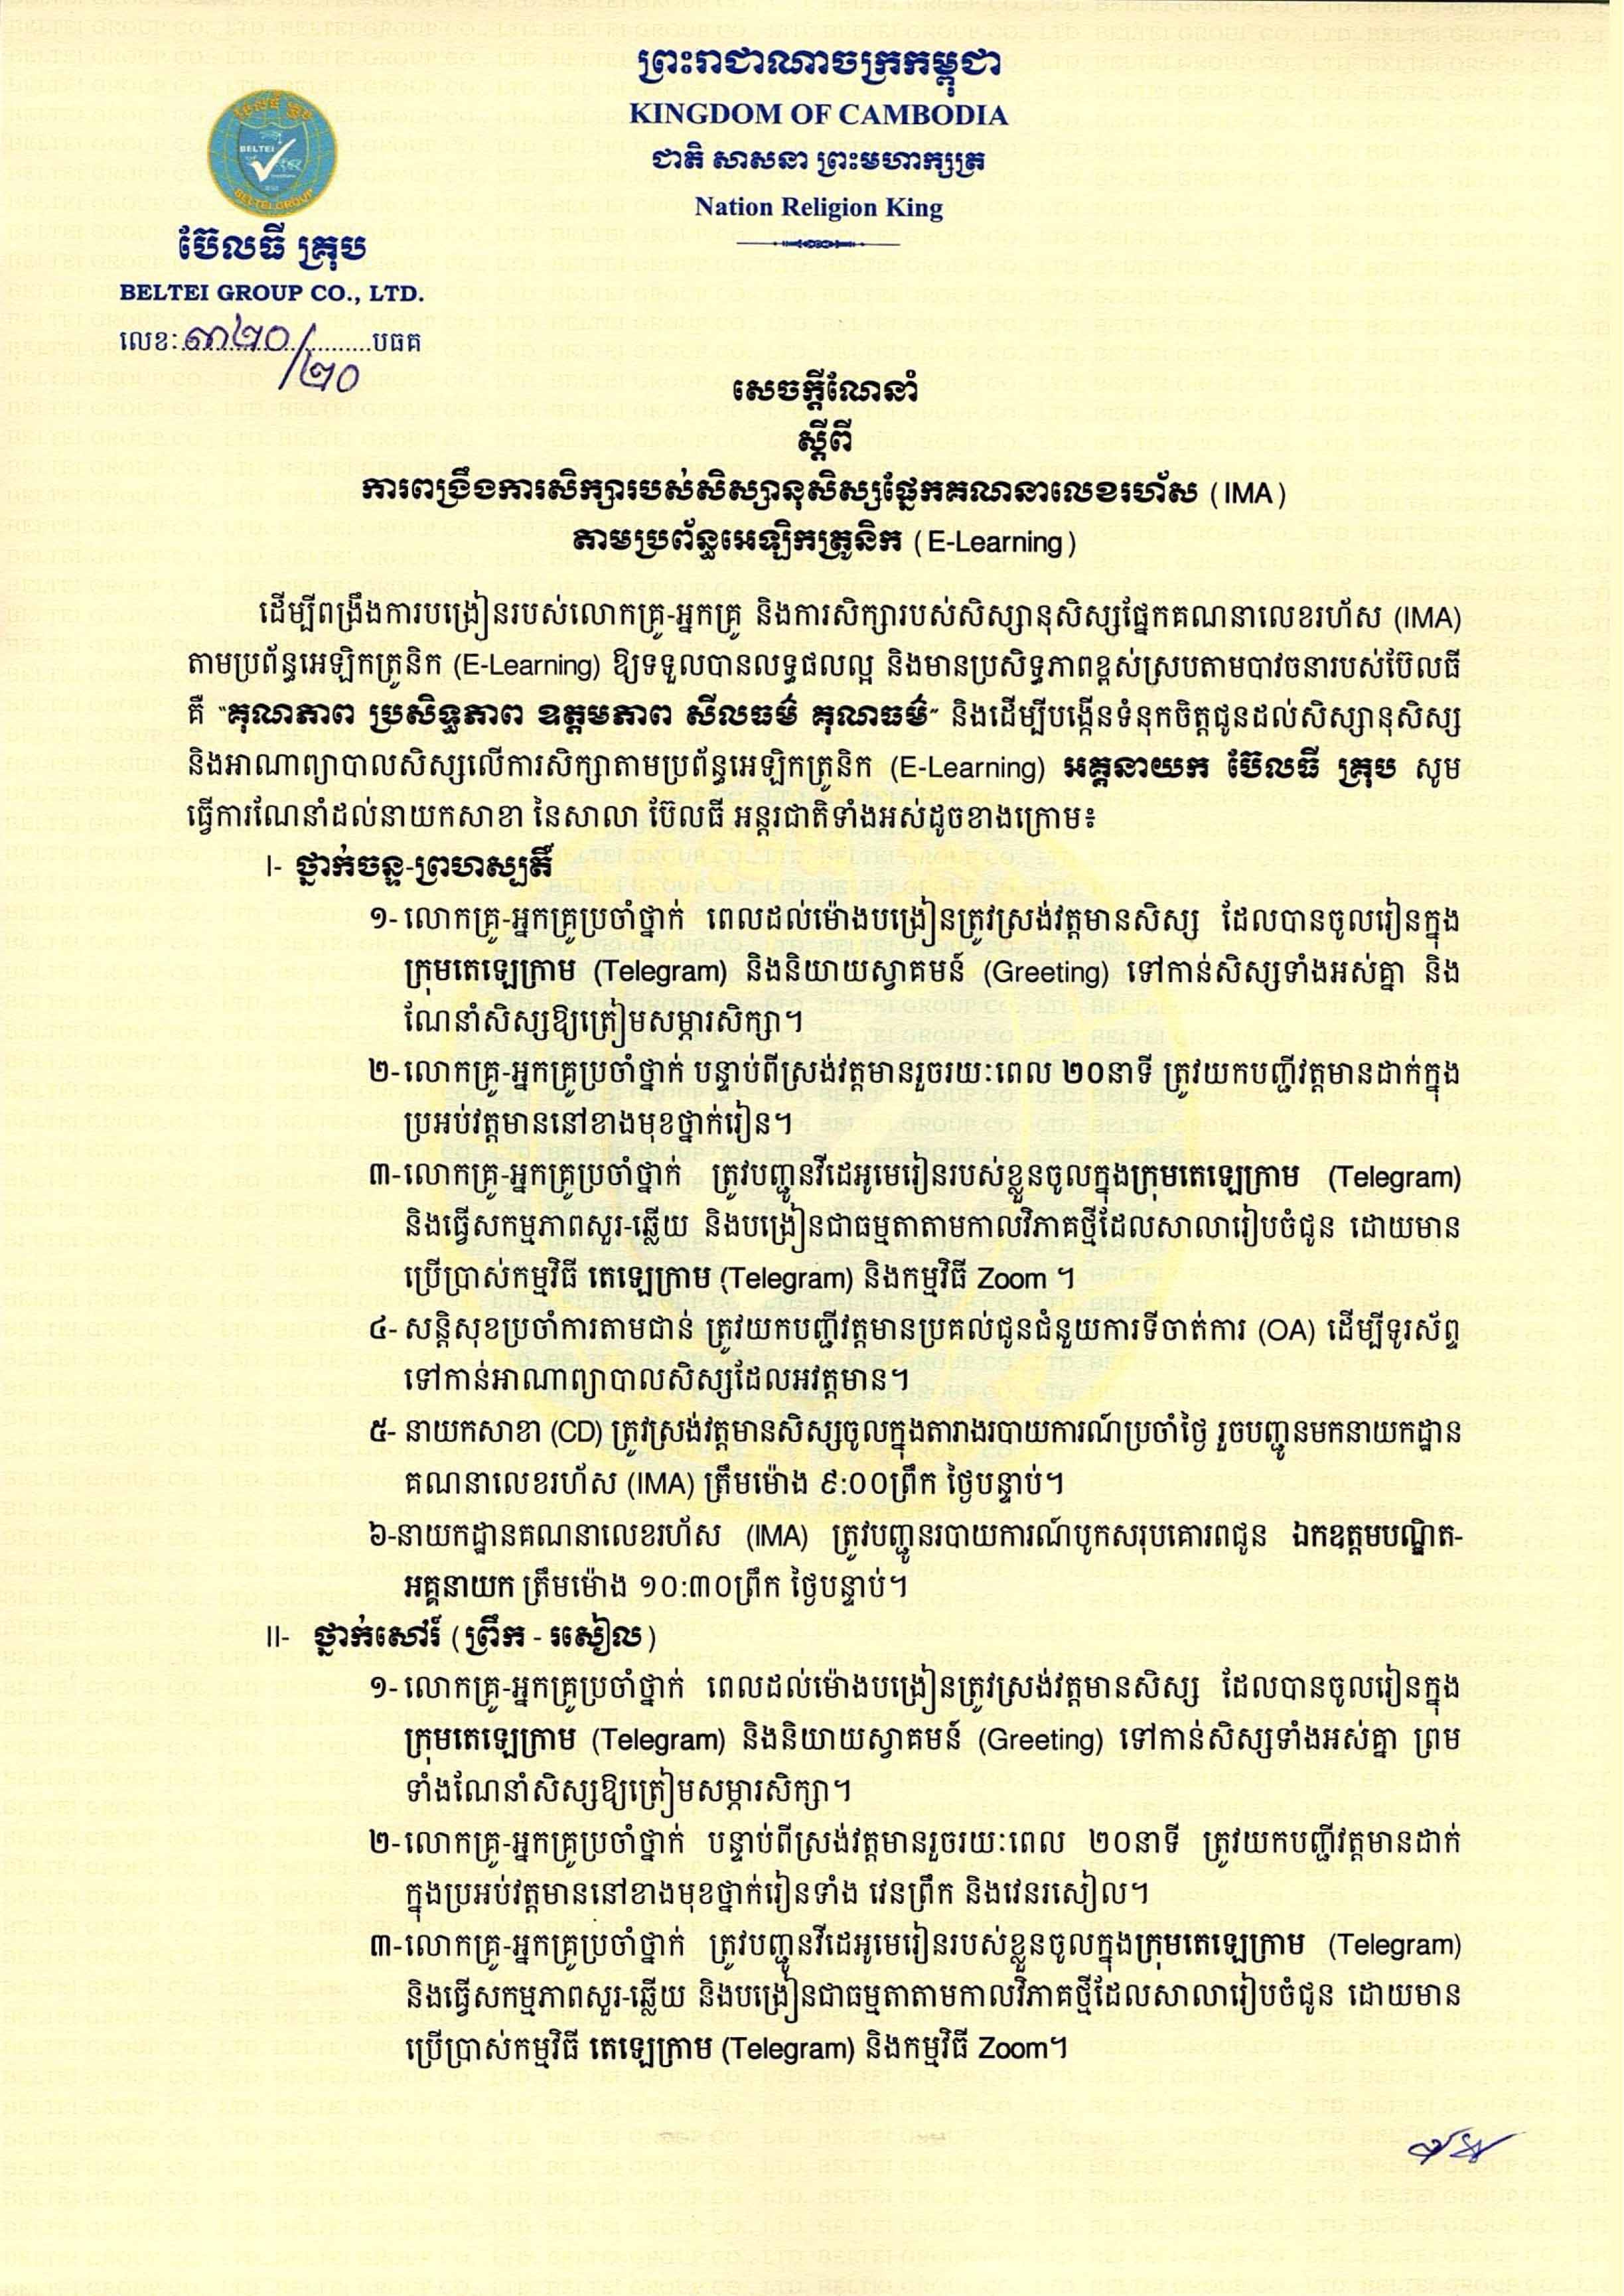 ព្រះរាជាណាចក្រកម្ពុជា
KINGDOM OF CAMBODIA
ជាតិ សាសនា ព្រះមហាក្សត្រ
Nation Religion King
ប៊ែលធី គ្រុប
BELTEI
BELTEI GROUP
ប៊ែលធី គ្រុប
BELTEI GROUP CO., LTD.
លេខ:៣២០/២០ បធគ
សេចក្តីណែនាំ
ស្តីពី
ការពង្រឹងការសិក្សារបស់សិស្សានុសិស្សផ្នែកគណនាលេខរហ័ស (IMA)
តាមប្រព័ន្ធអេឡិកត្រូនិក (E-Learning)
ដើម្បីពង្រឹងការបង្រៀនរបស់លោកគ្រូ-អ្នកគ្រូ និងការសិក្សារបស់សិស្សានុសិស្សផ្នែកគណនាលេខរហ័ស (IMA)
តាមប្រព័ន្ធអេឡិកត្រូនិក (E-Learning) ឱ្យទទួលបានលទ្ធផលល្អ និងមានប្រសិទ្ធភាពខ្ពស់ស្របតាមបាវចនារបស់ប៊ែលធី
គឺ "គុណភាព ប្រសិទ្ធភាព ឧត្តមភាព សីលធម៌ គុណធម៌" និងដើម្បីបង្កើនទំនុកចិត្តជូនដល់សិស្សានុសិស្ស
និងអាណាព្យាបាលសិស្សលើការសិក្សាតាមប្រព័ន្ធអេឡិកត្រូនិក (E-Learning) អគ្គនាយក ប៊ែលធី គ្រុប សូម
ធ្វើការណែនាំដល់នាយកសាខា នៃសាលា ប៊ែលធី អន្តរជាតិទាំងអស់ដូចខាងក្រោម៖
I- ថ្នាក់ចន្ទ-ព្រហស្បតិ៍
១- លោកគ្រូ-អ្នកគ្រូប្រចាំថ្នាក់ ពេលដល់ម៉ោងបង្រៀនត្រូវស្រង់វត្តមានសិស្ស ដែលបានចូលរៀនក្នុង
ក្រុមតេឡេក្រាម (Telegram) និងនិយាយស្វាគមន៍ (Greeting) ទៅកាន់សិស្សទាំងអស់គ្នា និង
ណែនាំសិស្សឱ្យត្រៀមសម្ភារសិក្សា។
២-លោកគ្រូ-អ្នកគ្រូប្រចាំថ្នាក់ បន្ទាប់ពីស្រង់វត្តមានរួចរយៈពេល ២០នាទី ត្រូវយកបញ្ជីវត្តមានដាក់ក្នុង
ប្រអប់វត្តមាននៅខាងមុខថ្នាក់រៀន។
៣-លោកគ្រូ-អ្នកគ្រូប្រចាំថ្នាក់ ត្រូវបញ្ជូនវីដេអូមេរៀនរបស់ខ្លួនចូលក្នុងក្រុមតេឡេក្រាម (Telegram)
និងធ្វើសកម្មភាពសួរ-ឆ្លើយ និងបង្រៀនជាធម្មតាតាមកាលវិភាគថ្មីដែលសាលារៀបចំជូន ដោយមាន
ប្រើប្រាស់កម្មវិធី តេឡេក្រាម (Telegram) និងកម្មវិធី Zoom ។
៤- សន្តិសុខប្រចាំការតាមជាន់ ត្រូវយកបញ្ជីវត្តមានប្រគល់ជូនជំនួយការទីចាត់ការ (OA) ដើម្បីទូរស័ព្ទ
ទៅកាន់អាណាព្យាបាលសិស្សដែលអវត្តមាន។
៥- នាយកសាខា (CD) ត្រូវស្រង់វត្តមានសិស្សចូលក្នុងតារាងរបាយការណ៍ប្រចាំថ្ងៃ រួចបញ្ជូនមកនាយកដ្ឋាន
គណនាលេខរហ័ស (IMA) ត្រឹមម៉ោង ៩:០០ព្រឹក ថ្ងៃបន្ទាប់។
៦-នាយកដ្ឋានគណនាលេខរហ័ស (IMA) ត្រូវបញ្ជូនរបាយការណ៍បូកសរុបគោរពជូន ឯកឧត្តមបណ្ឌិត-
អគ្គនាយក ត្រឹមម៉ោង ១០:៣០ព្រឹក ថ្ងៃបន្ទាប់។
II- ថ្នាក់សៅរ៍ (ព្រឹក - រសៀល)
១- លោកគ្រូ-អ្នកគ្រូប្រចាំថ្នាក់ ពេលដល់ម៉ោងបង្រៀនត្រូវស្រង់វត្តមានសិស្ស ដែលបានចូលរៀនក្នុង
ក្រុមតេឡេក្រាម (Telegram) និងនិយាយស្វាគមន៍ (Greeting) ទៅកាន់សិស្សទាំងអស់គ្នា ព្រម
ទាំងណែនាំសិស្សឱ្យត្រៀមសម្ភារសិក្សា។
២-លោកគ្រូ-អ្នកគ្រូប្រចាំថ្នាក់ បន្ទាប់ពីស្រង់វត្តមានរួចរយៈពេល ២០នាទី ត្រូវយកបញ្ជីវត្តមានដាក់
ក្នុងប្រអប់វត្តមាននៅខាងមុខថ្នាក់រៀនទាំង វេនព្រឹក និងវេនរសៀល។
៣-លោកគ្រូ-អ្នកគ្រូប្រចាំថ្នាក់ ត្រូវបញ្ជូនវីដេអូមេរៀនរបស់ខ្លួនចូលក្នុងក្រុមតេឡេក្រាម (Telegram)
និងធ្វើសកម្មភាពសួរ-ឆ្លើយ និងបង្រៀនជាធម្មតាតាមកាលវិភាគថ្មីដែលសាលារៀបចំជូន ដោយមាន
ប្រើប្រាស់កម្មវិធី តេឡេក្រាម (Telegram) និងកម្មវិធី Zoom។